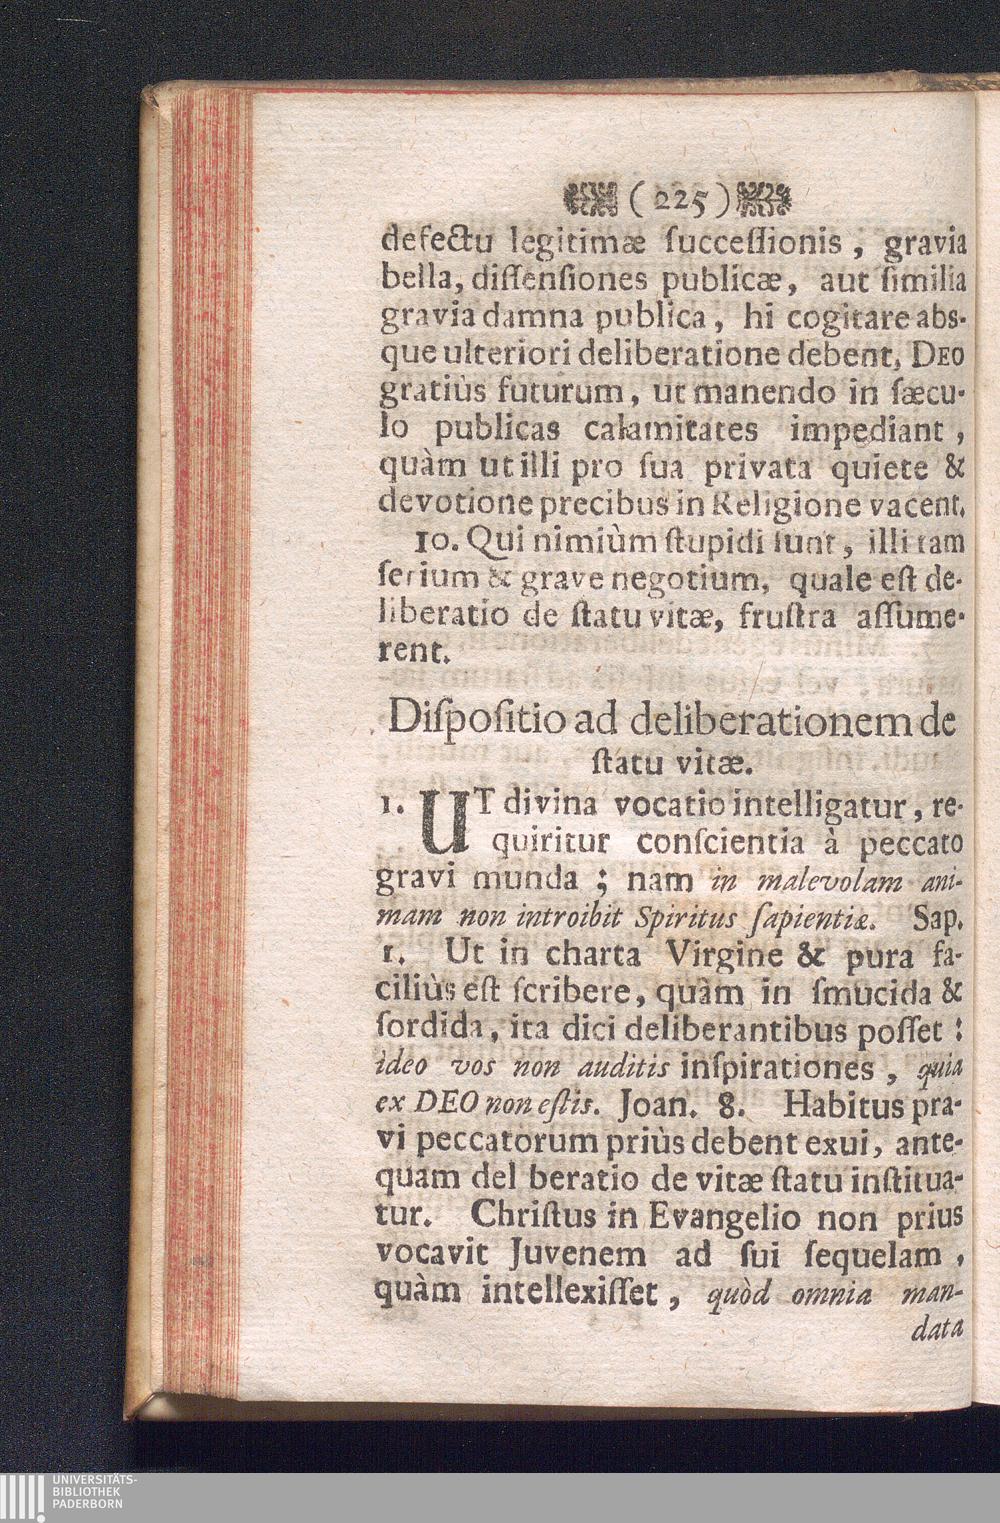 (225)
defectu legitimæ ſucceſſionis, gravia
bella, diſſenſiones publicæ, aut ſimilia
gravia damna publica, hi cogitare abs-
que ulteriori deliberatione debent, DEO
gratiùs futurum, ut manendo in ſæcu-
lo publicas calamitates impediant,
quàm ut illi pro ſua privata quiete &
devotione precibus in Religione vacent.
10. Qui nimiùm ſtupidi ſunt, illi tam
ſerium & grave negotium, quale eſt de-
liberatio de ſtatu vitæ, fruſtra aſſume-
rent.
Diſpoſitio ad deliberationem de
ſtatu vitæ.
1. UT divina vocatio intelligatur, re-
quiritur conſcientia à peccato
gravi munda ; nam in malevolam ani-
mam non introibit Spiritus ſapientiæ. Sap.
1. Ut in charta Virgine & pura fa-
ciliùs eſt ſcribere, quàm in ſmucida &
ſordida, ita dici deliberantibus poſſet :
ideo vos non auditis inſpirationes, quia
ex DEO non eſtis. Joan. 8. Habitus pra-
vi peccatorum priùs debent exui, ante-
quam del beratio de vitæ ſtatu inſtitua-
tur. Chriſtus in Evangelio non prius
vocavit Juvenem ad ſui ſequelam,
quàm intellexiſſet, quòd omnia man-
data
UNIVERSITÄTS-
BIBLIOTHEK
PADERBORN